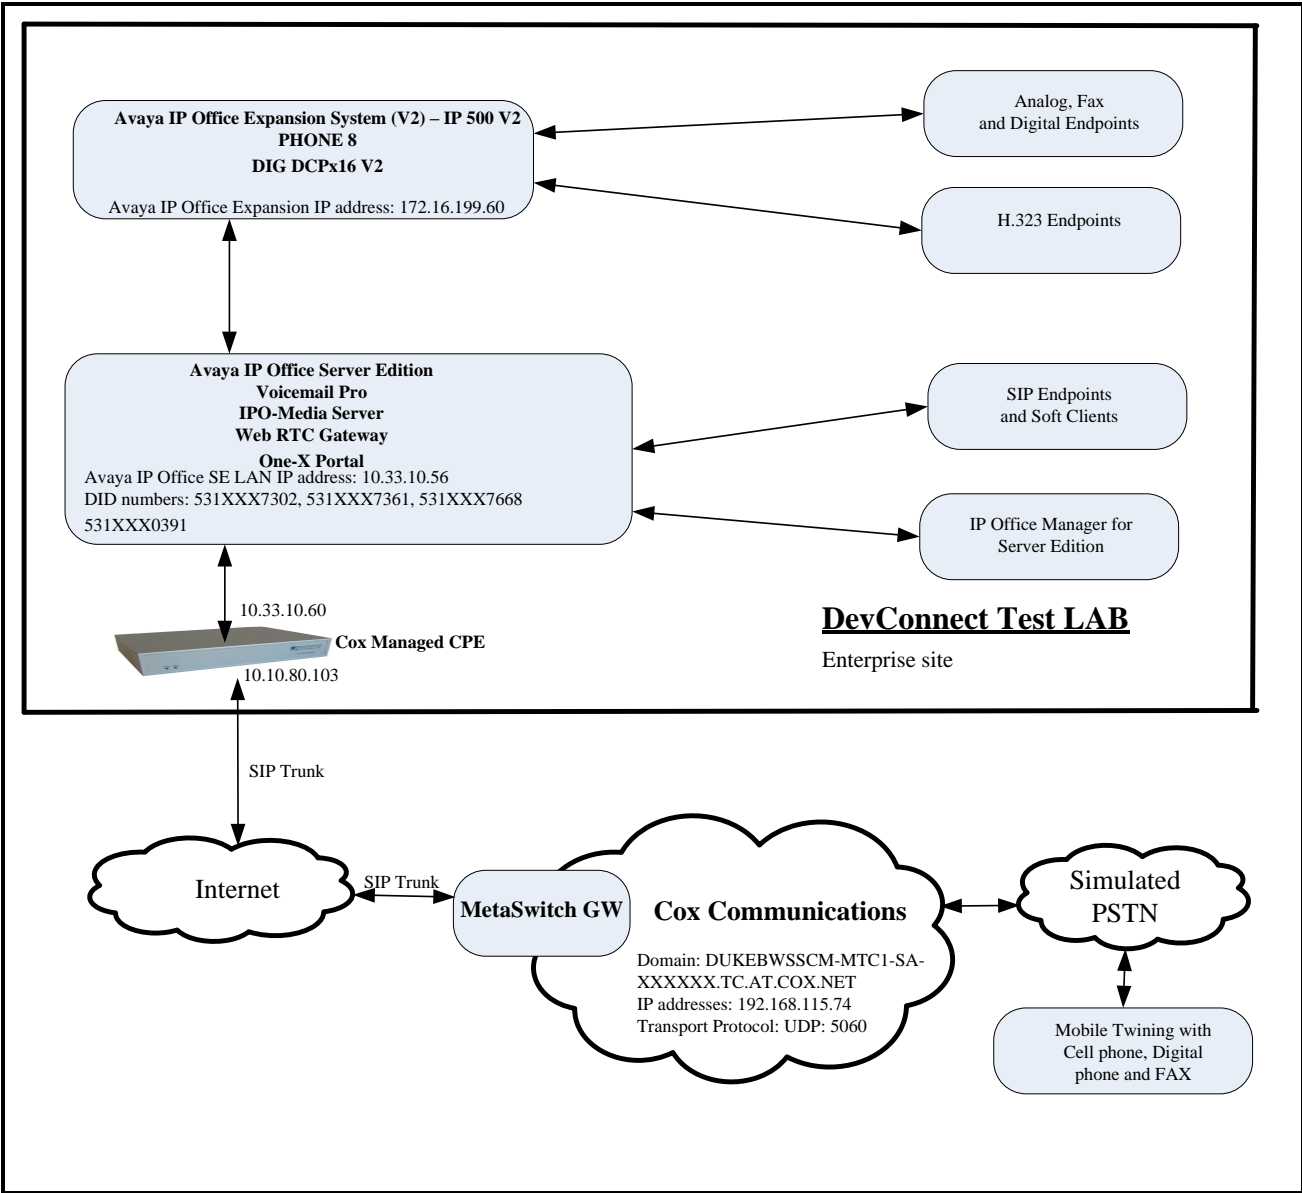 Avaya IP Office Expansion System (V2) – IP 500 V2
PHONE 8
DIG DCPx16 V2
Avaya IP Office Expansion IP address: 172.16.199.60
Analog, Fax
and Digital Endpoints
H.323 Endpoints
Avaya IP Office Server Edition
Voicemail Pro
IPO-Media Server
Web RTC Gateway
One-X Portal
Avaya IP Office SE LAN IP address: 10.33.10.56
DID numbers: 531XXX7302, 531XXX7361, 531XXX7668
531XXX0391
SIP Endpoints
and Soft Clients
IP Office Manager for
Server Edition
10.33.10.60
Cox Managed CPE
10.10.80.103
DevConnect Test LAB
Enterprise site
SIP Trunk
Internet
SIP Trunk
MetaSwitch GW
Cox Communications
Domain: DUKEBWSSCM-MTC1-SA-
XXXXXX.TC.AT.COX.NET
IP addresses: 192.168.115.74
Transport Protocol: UDP: 5060
Simulated
PSTN
Mobile Twining with
Cell phone, Digital
phone and FAX